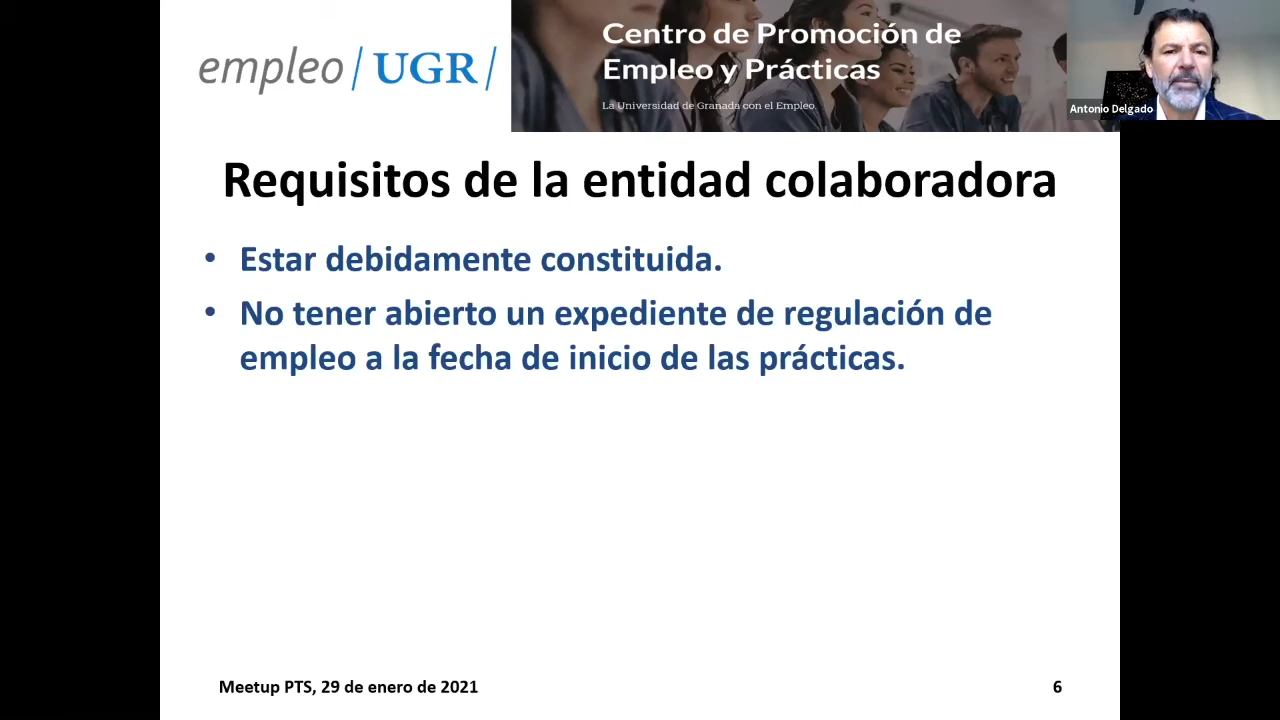 empleo/UGR/
Centro de Promoción de
Empleo y Prácticas
La Universidad de Granada con el Empleo.
Antonio Delgado
Requisitos de la entidad colaboradora
• Estar debidamente constituida.
• No tener abierto un expediente de regulación de
empleo a la fecha de inicio de las prácticas.
Meetup PTS, 29 de enero de 2021
6